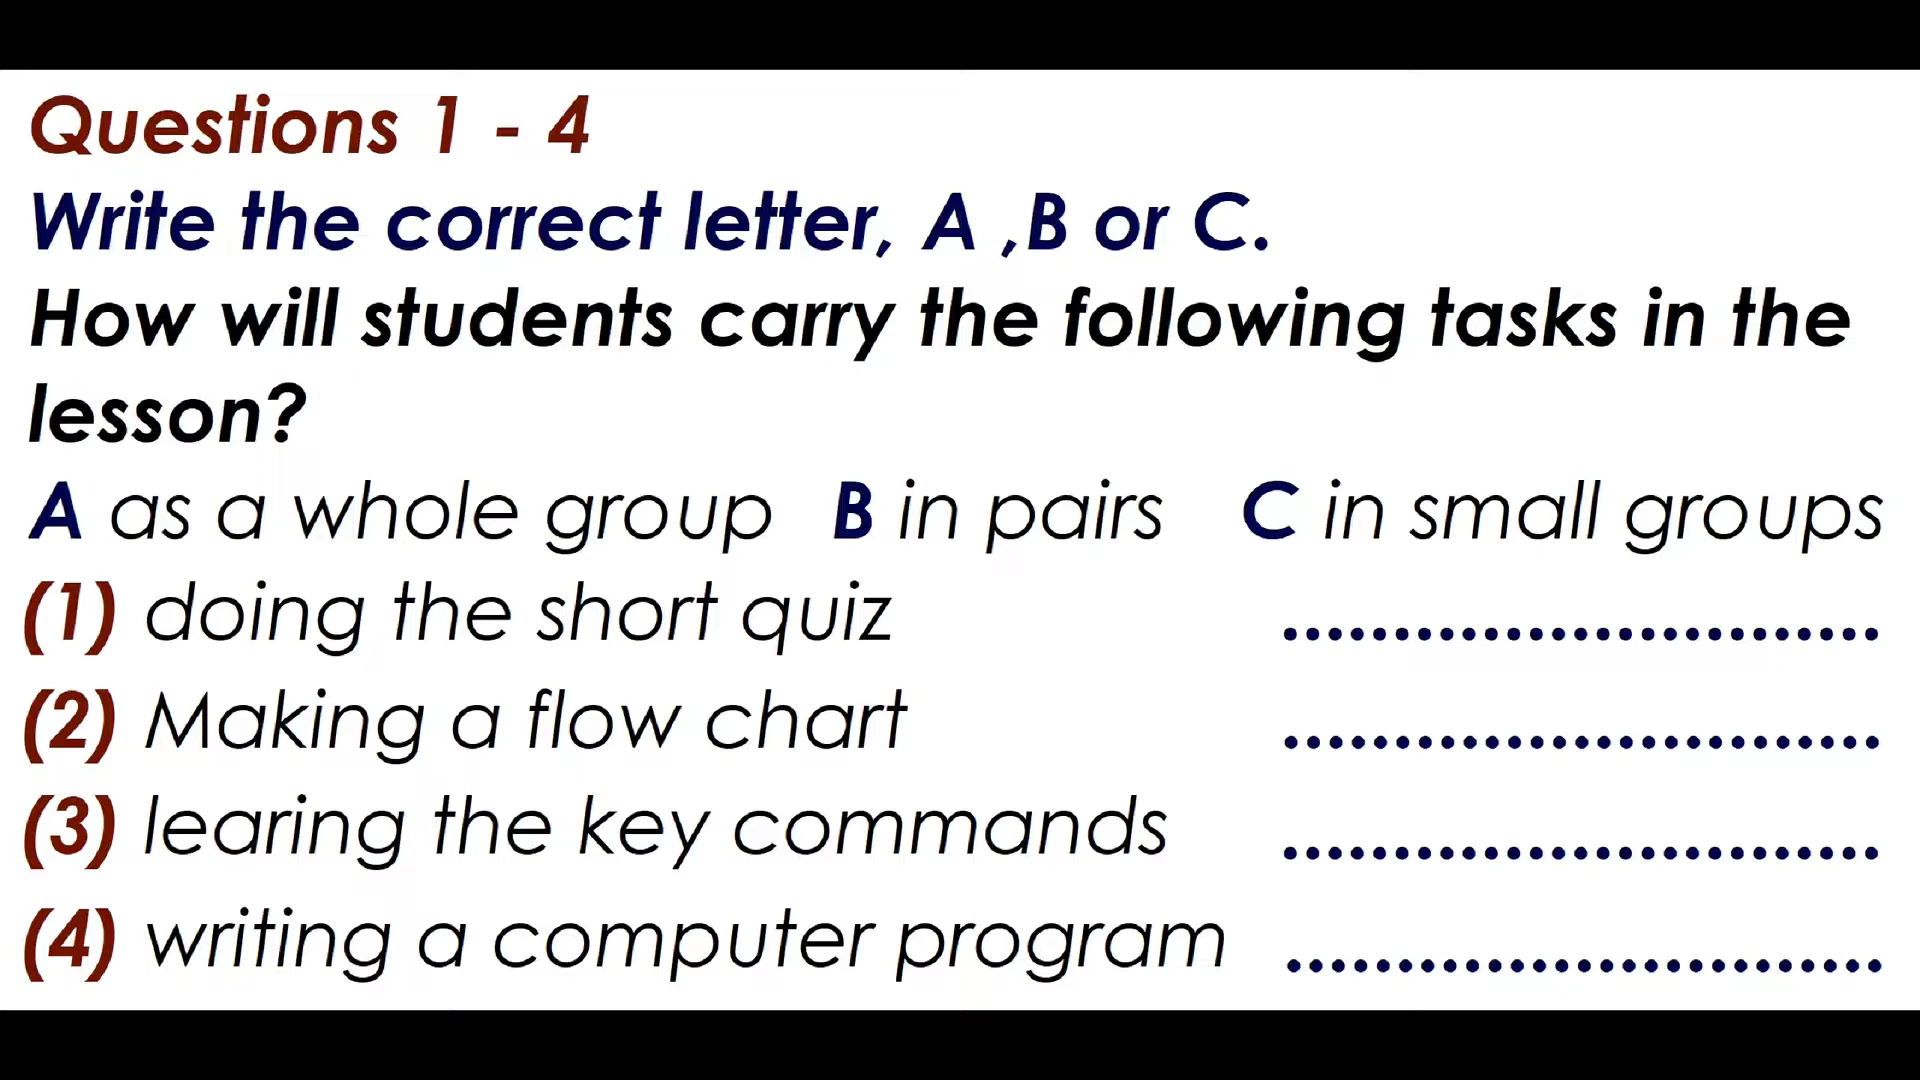 Questions 1 - 4
Write the correct letter, A ,B or C.
How will students carry the following tasks in the
lesson?
A as a whole group B in pairs C in small groups
(1) doing the short quiz ...........................
(2) Making a flow chart ...........................
(3) learing the key commands ...........................
(4) writing a computer program ...........................